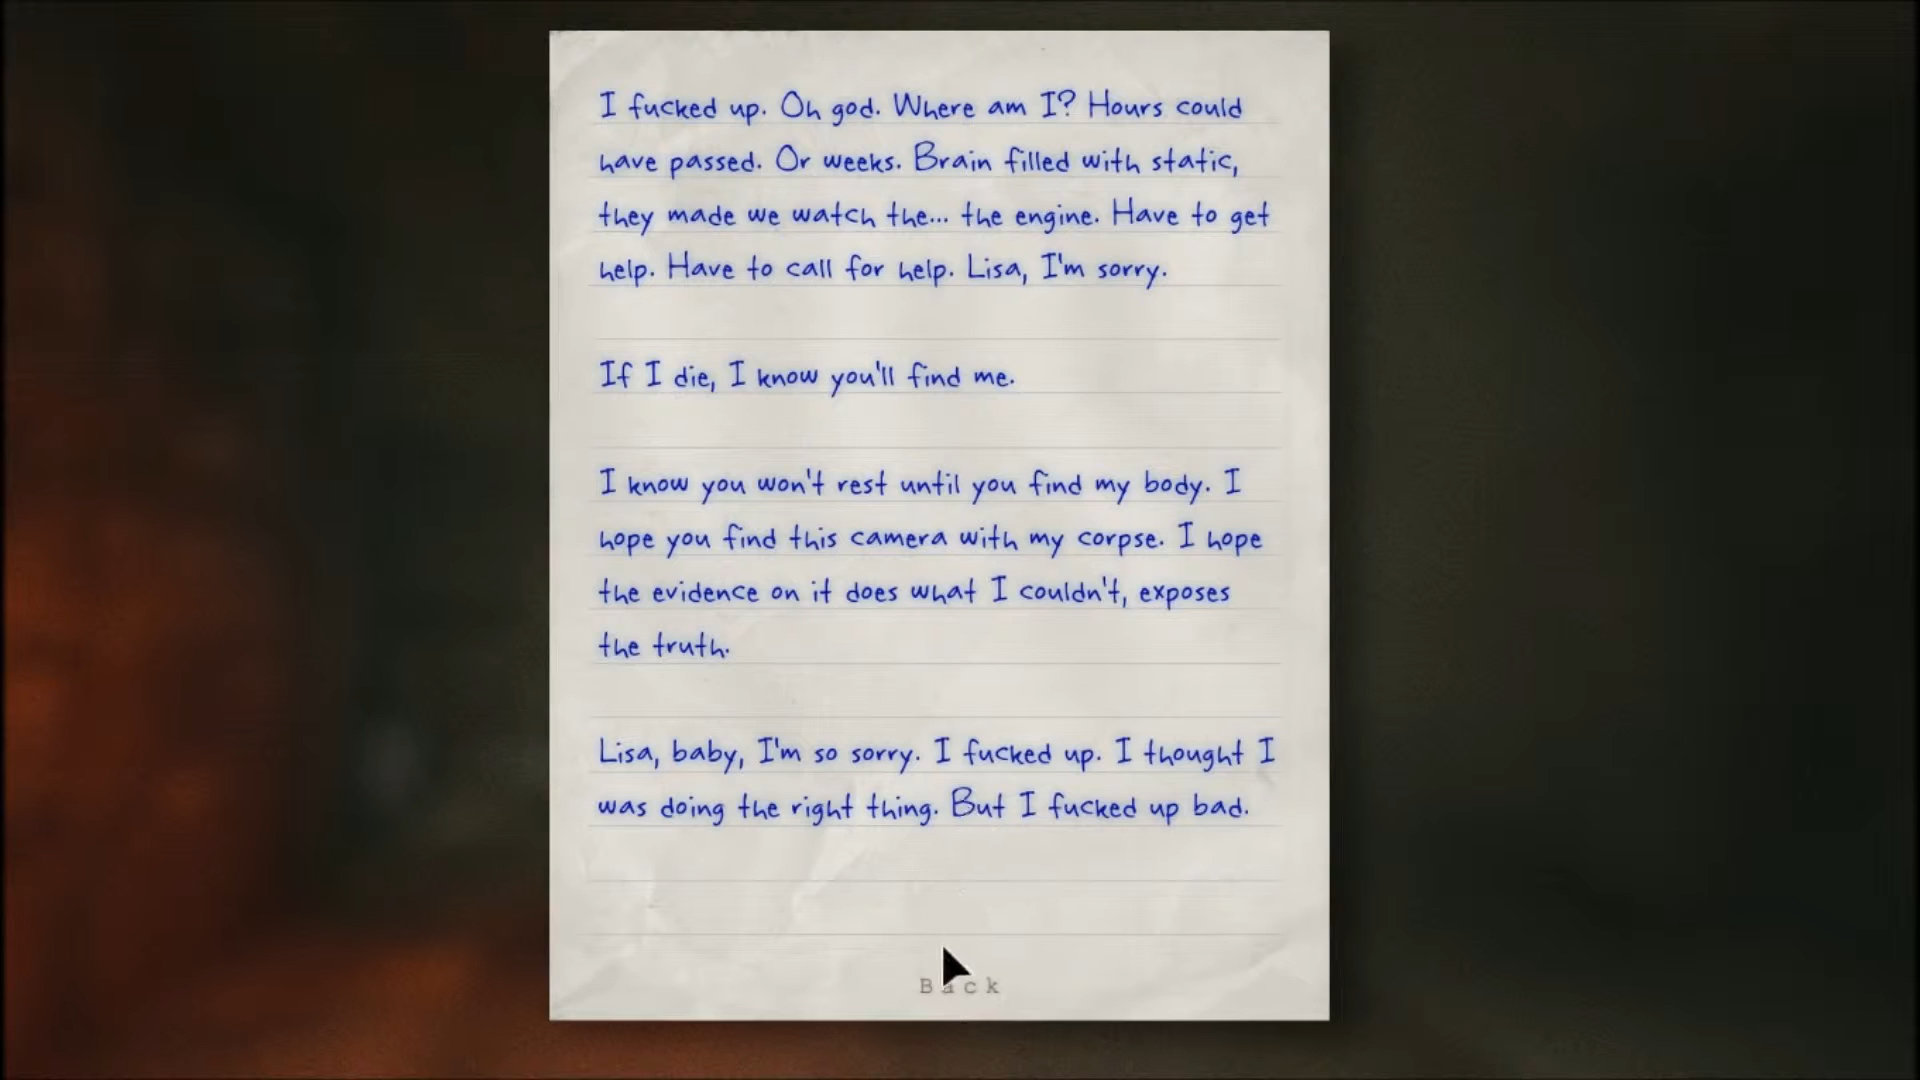 I fucked up. Oh god. Where am I? Hours could
have passed. Or weeks. Brain filled with static,
they made we watch the... the engine. Have to get
help. Have to call for help. Lisa, I'm sorry.
If I die, I know you'll find me.
I know you won't rest until you find my body. I
hope you find this camera with my corpse. I hope
the evidence on it does what I couldn't, exposes
the truth.
Lisa, baby, I'm so sorry. I fucked up. I thought I
was doing the right thing. But I fucked up bad.
Back